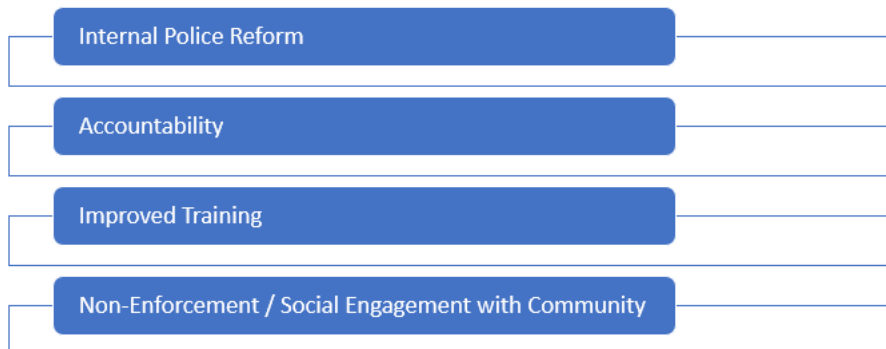 Internal Police Reform
Accountability
Improved Training
Non-Enforcement / Social Engagement with Community